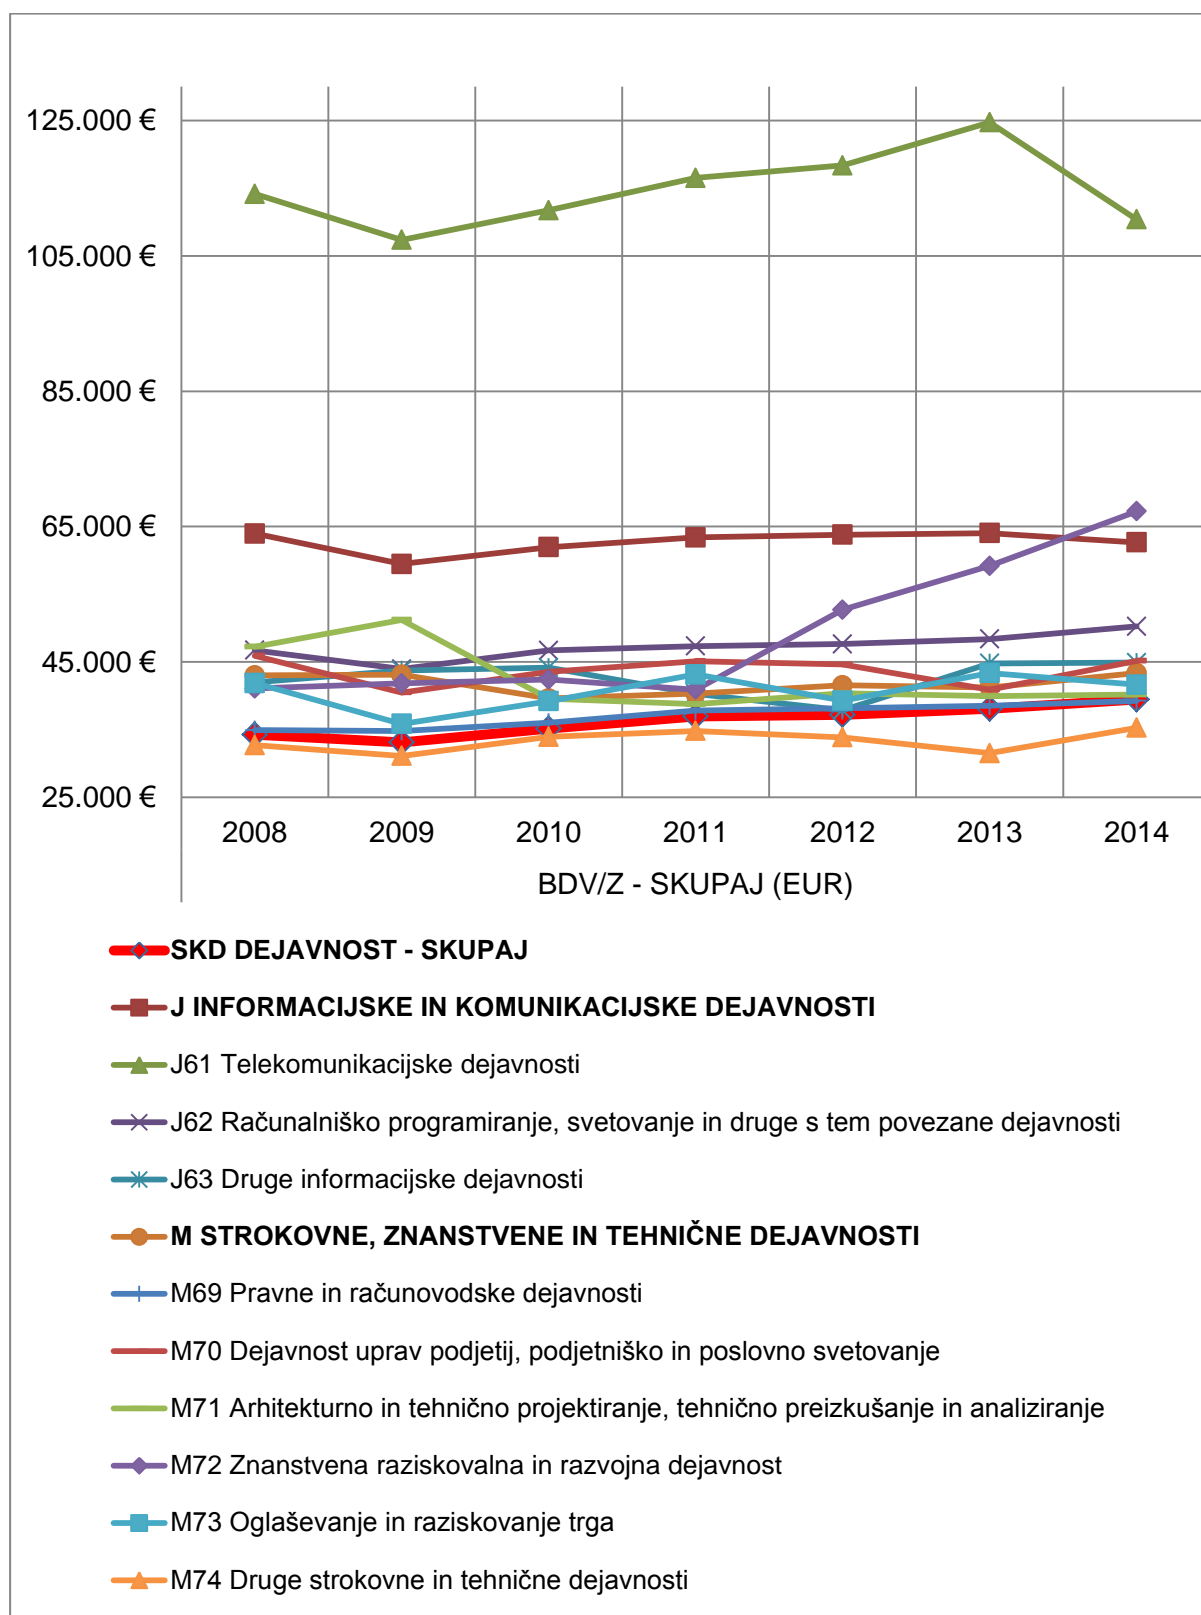 125.000 €
105.000 €
85.000 €
65.000 €
45.000 €
25.000 €
2008 2009 2010 2011 2012 2013 2014
BDV/Z - SKUPAJ (EUR)
SKD DEJAVNOST - SKUPAJ
J INFORMACIJSKE IN KOMUNIKACIJSKE DEJAVNOSTI
J61 Telekomunikacijske dejavnosti
J62 Računalniško programiranje, svetovanje in druge s tem povezane dejavnosti
J63 Druge informacijske dejavnosti
M STROKOVNE, ZNANSTVENE IN TEHNIČNE DEJAVNOSTI
M69 Pravne in računovodske dejavnosti
M70 Dejavnost uprav podjetij, podjetniško in poslovno svetovanje
M71 Arhitekturno in tehnično projektiranje, tehnično preizkušanje in analiziranje
M72 Znanstvena raziskovalna in razvojna dejavnost
M73 Oglaševanje in raziskovanje trga
M74 Druge strokovne in tehnične dejavnosti